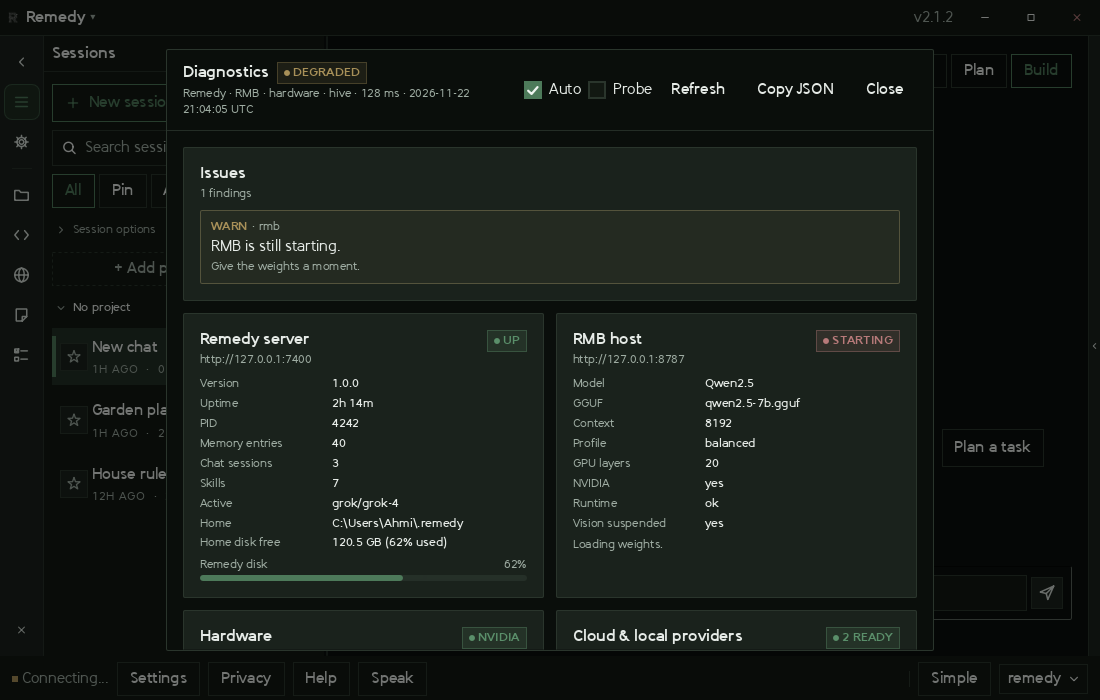 Remedy
v2.1.2
Sessions
Diagnostics
DEGRADED
Remedy · RMB · hardware · hive · 128 ms · 2026-11-22
21:04:05 UTC
Auto
Probe
Refresh
Copy JSON
Close
Plan
Build
New sessio
Search sessi
All
Pin
Session options
+ Add p
No project
New chat
1H AGO · 0
Garden pla
1H AGO · 2
House rule
12H AGO ·
Issues
1 findings
WARN · rmb
RMB is still starting.
Give the weights a moment.
Remedy server
UP
http://127.0.0.1:7400
Version 1.0.0
Uptime 2h 14m
PID 4242
Memory entries 40
Chat sessions 3
Skills 7
Active grok/grok-4
Home C:\Users\Ahmi\.remedy
Home disk free 120.5 GB (62% used)
Remedy disk 62%
RMB host
STARTING
http://127.0.0.1:8787
Model Qwen2.5
GGUF qwen2.5-7b.gguf
Context 8192
Profile balanced
GPU layers 20
NVIDIA yes
Runtime ok
Vision suspended yes
Loading weights.
Hardware
NVIDIA
Cloud & local providers
2 READY
Plan a task
Connecting...
Settings
Privacy
Help
Speak
Simple
remedy